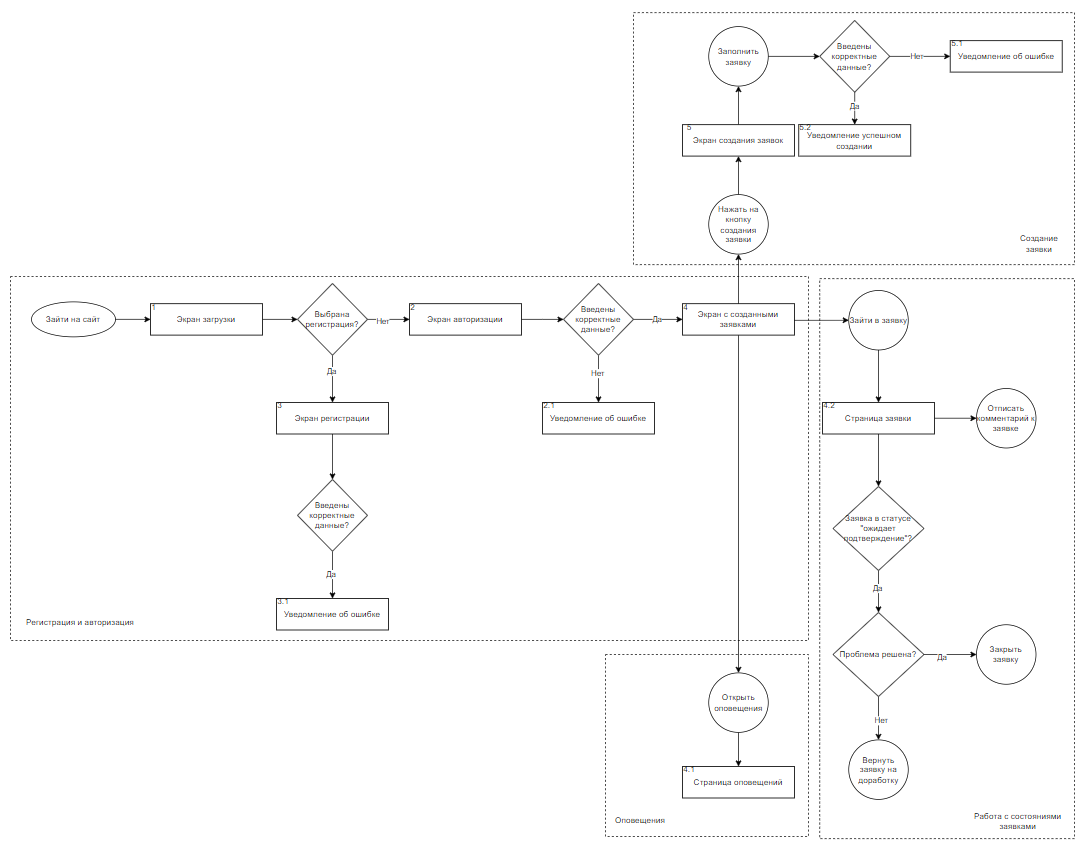 Заполнить
заявку
Введены
корректные
данные?
Нет
5.1
Уведомление об ошибке
Да
5
Экран создания заявок
5.2
Уведомление успешном
создании
Нажать на
кнопку
создания
заявки
Создание
заявки
Зайти на сайт
1
Экран загрузки
Выбрана
регистрация?
Нет
2
Экран авторизации
Введены
корректные
данные?
Да
4
Экран с созданными
заявками
Зайти в заявку
Да
Нет
3
Экран регистрации
2.1
Уведомление об ошибке
4.2
Страница заявки
Отписать
комментарий к
заявке
Введены
корректные
данные?
Заявка в статусе
"ожидает
подтверждение"?
Да
3.1
Уведомление об ошибке
Регистрация и авторизация
Да
Проблема решена?
Да
Закрыть
заявку
Открыть
оповещения
Нет
4.1
Страница оповещений
Вернуть
заявку на
доработку
Оповещения
Работа с состояниями
заявками